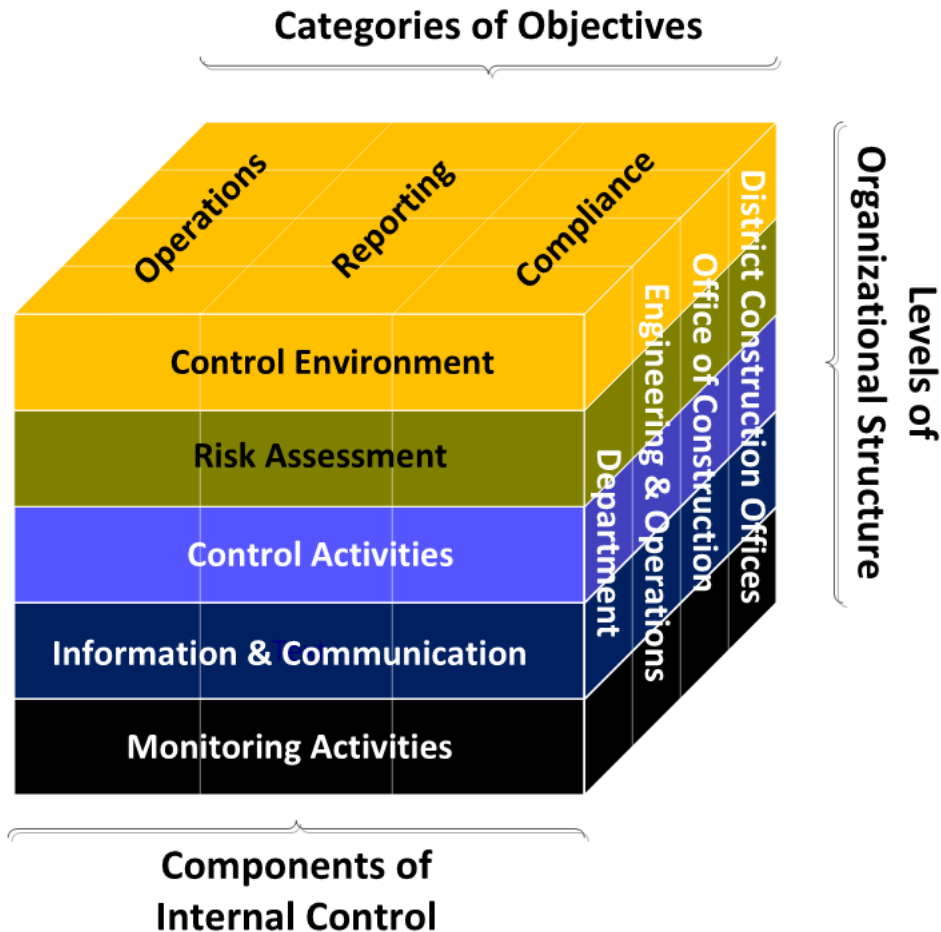 Categories of Objectives
Operations
Reporting
Compliance
Control Environment
Risk Assessment
Control Activities
Information & Communication
Monitoring Activities
Department
Engineering & Operations
Office of Construction
District Construction Offices
Levels of
Organizational Structure
Components of
Internal Control